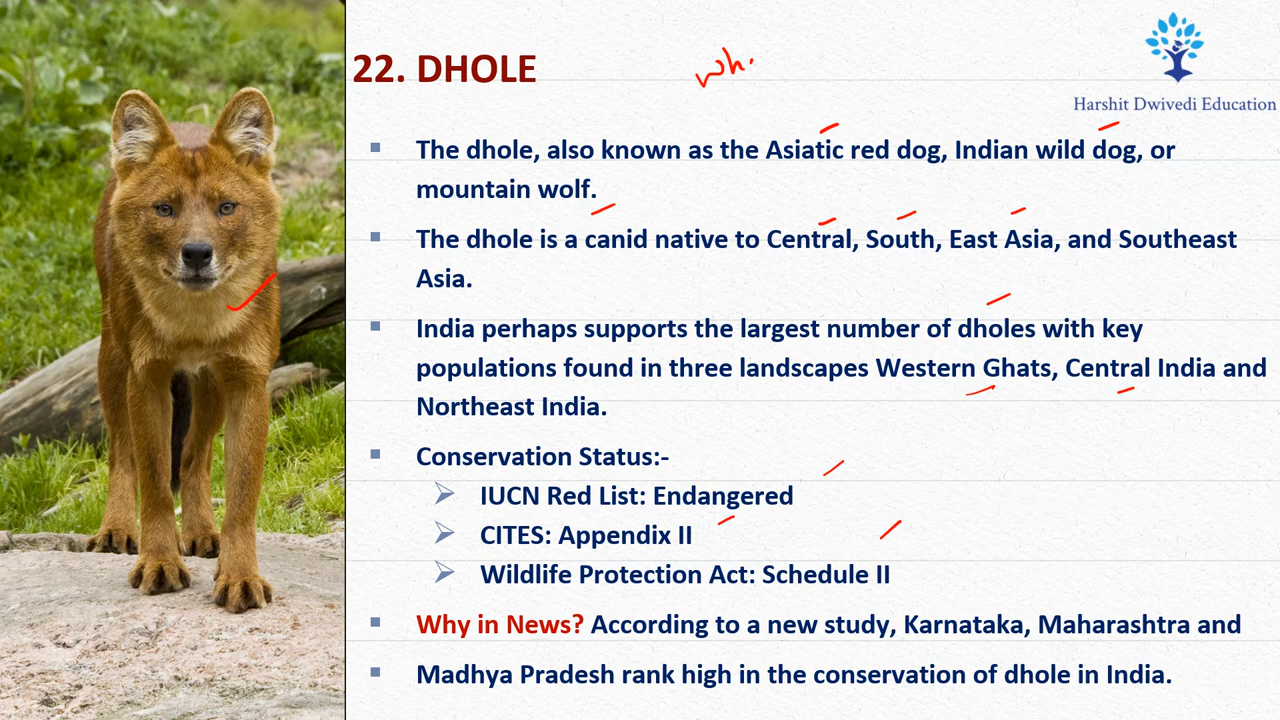 22. DHOLE
wh.
Harshit Dwivedi Education
The dhole, also known as the Asiatic red dog, Indian wild dog, or
mountain wolf.
The dhole is a canid native to Central, South, East Asia, and Southeast
Asia.
India perhaps supports the largest number of dholes with key
populations found in three landscapes Western Ghats, Central India and
Northeast India.
Conservation Status:-
IUCN Red List: Endangered
CITES: Appendix II
Wildlife Protection Act: Schedule II
Why in News? According to a new study, Karnataka, Maharashtra and
Madhya Pradesh rank high in the conservation of dhole in India.